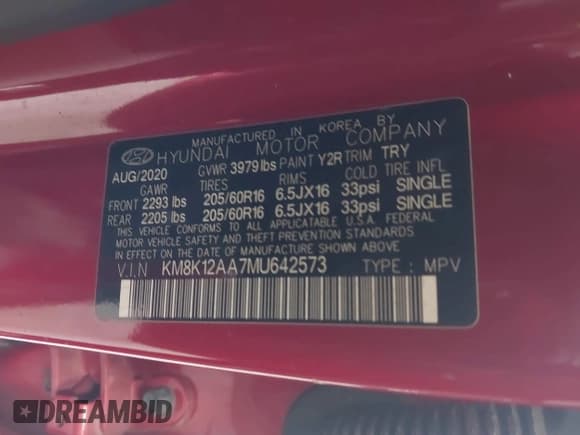 MANUFACTURED IN KOREA BY
HYUNDAI MOTOR COMPANY
AUG/2020 GVWR 3979 lbs PAINT Y2R TRIM TRY
GAWR TIRES RIMS COLD TIRE INFL
FRONT 2293 lbs 205/60R16 6.5JX16 33psi SINGLE
REAR 2205 lbs 205/60R16 6.5JX16 33psi SINGLE
THIS VEHICLE CONFORMS TO ALL APPLICABLE U.S.A. FEDERAL
MOTOR VEHICLE SAFETY AND THEFT PREVENTION STANDARDS
IN EFFECT ON THE DATE OF MANUFACTURE SHOWN ABOVE.
V.I.N KM8K12AA7MU642573 TYPE : MPV
DREAMBID